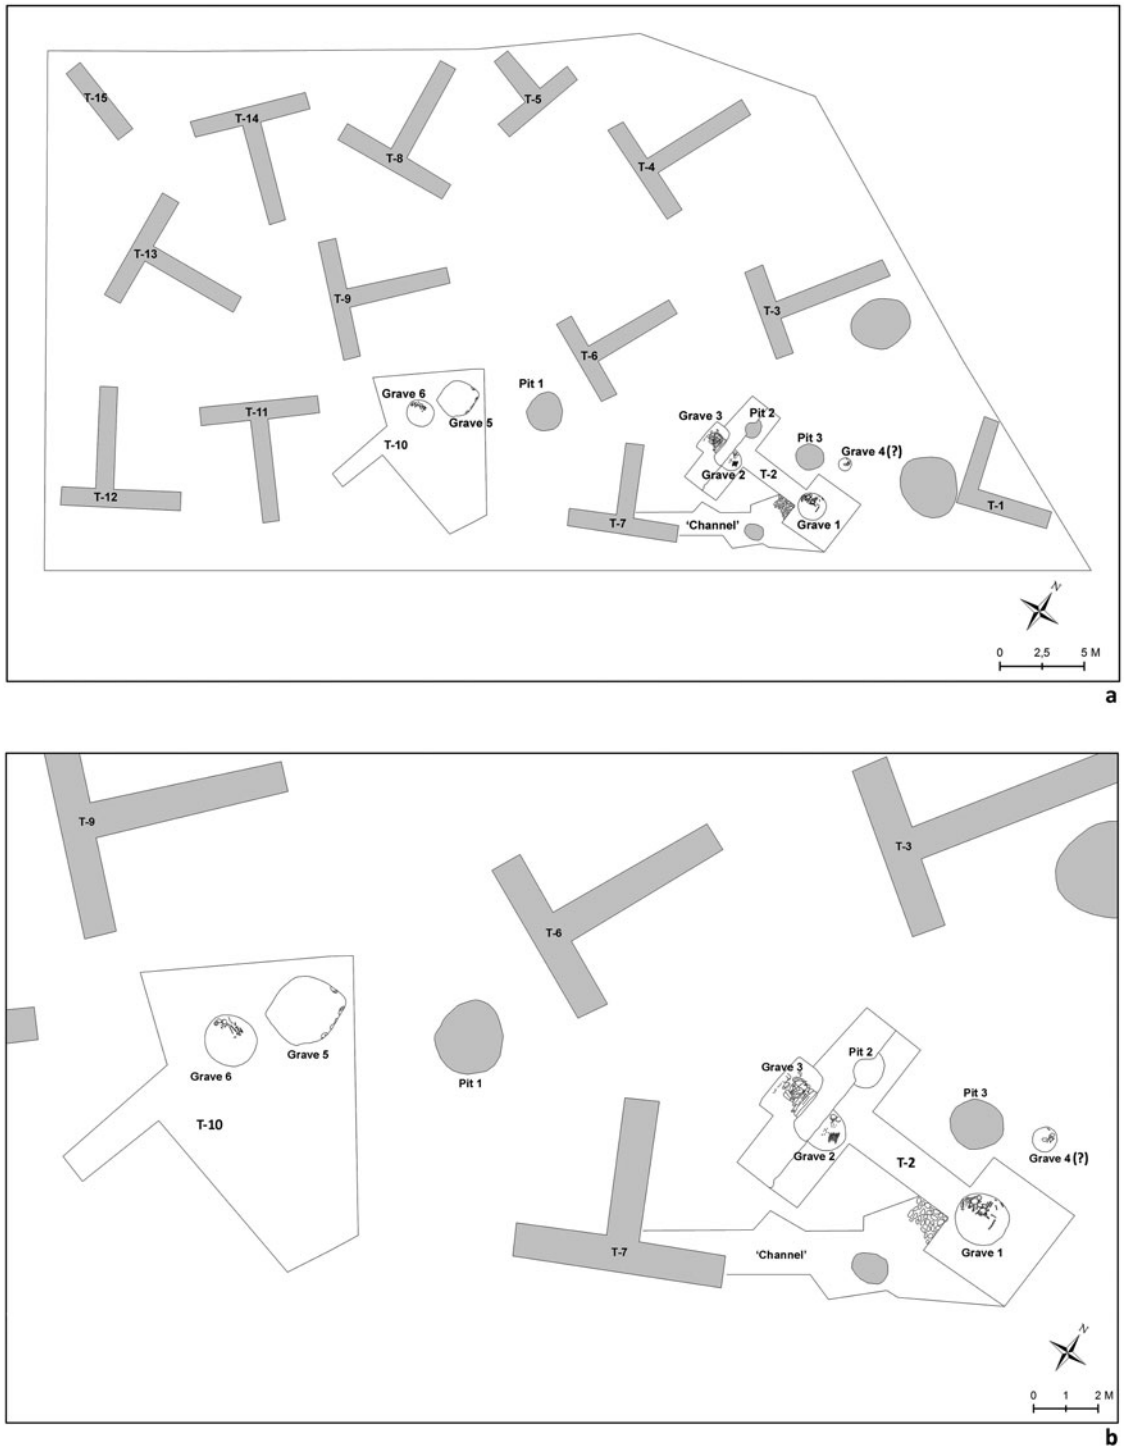 T-15
T-14
T-8
T-5
T-4
T-13
T-9
T-3
T-6
Grave 6
Grave 5
Pit 1
T-11
T-10
T-12
Grave 3
Pit 2
Pit 3
Grave 4(?)
Grave 2
T-2
T-7
'Channel'
Grave 1
T-1
N
0 2,5 5 M
a
T-9
T-3
T-6
Grave 5
Grave 6
T-10
Pit 1
Pit 2
Grave 3
Pit 3
Grave 2
T-2
Grave 4(?)
T-7
'Channel'
Grave 1
N
0 1 2 M
b